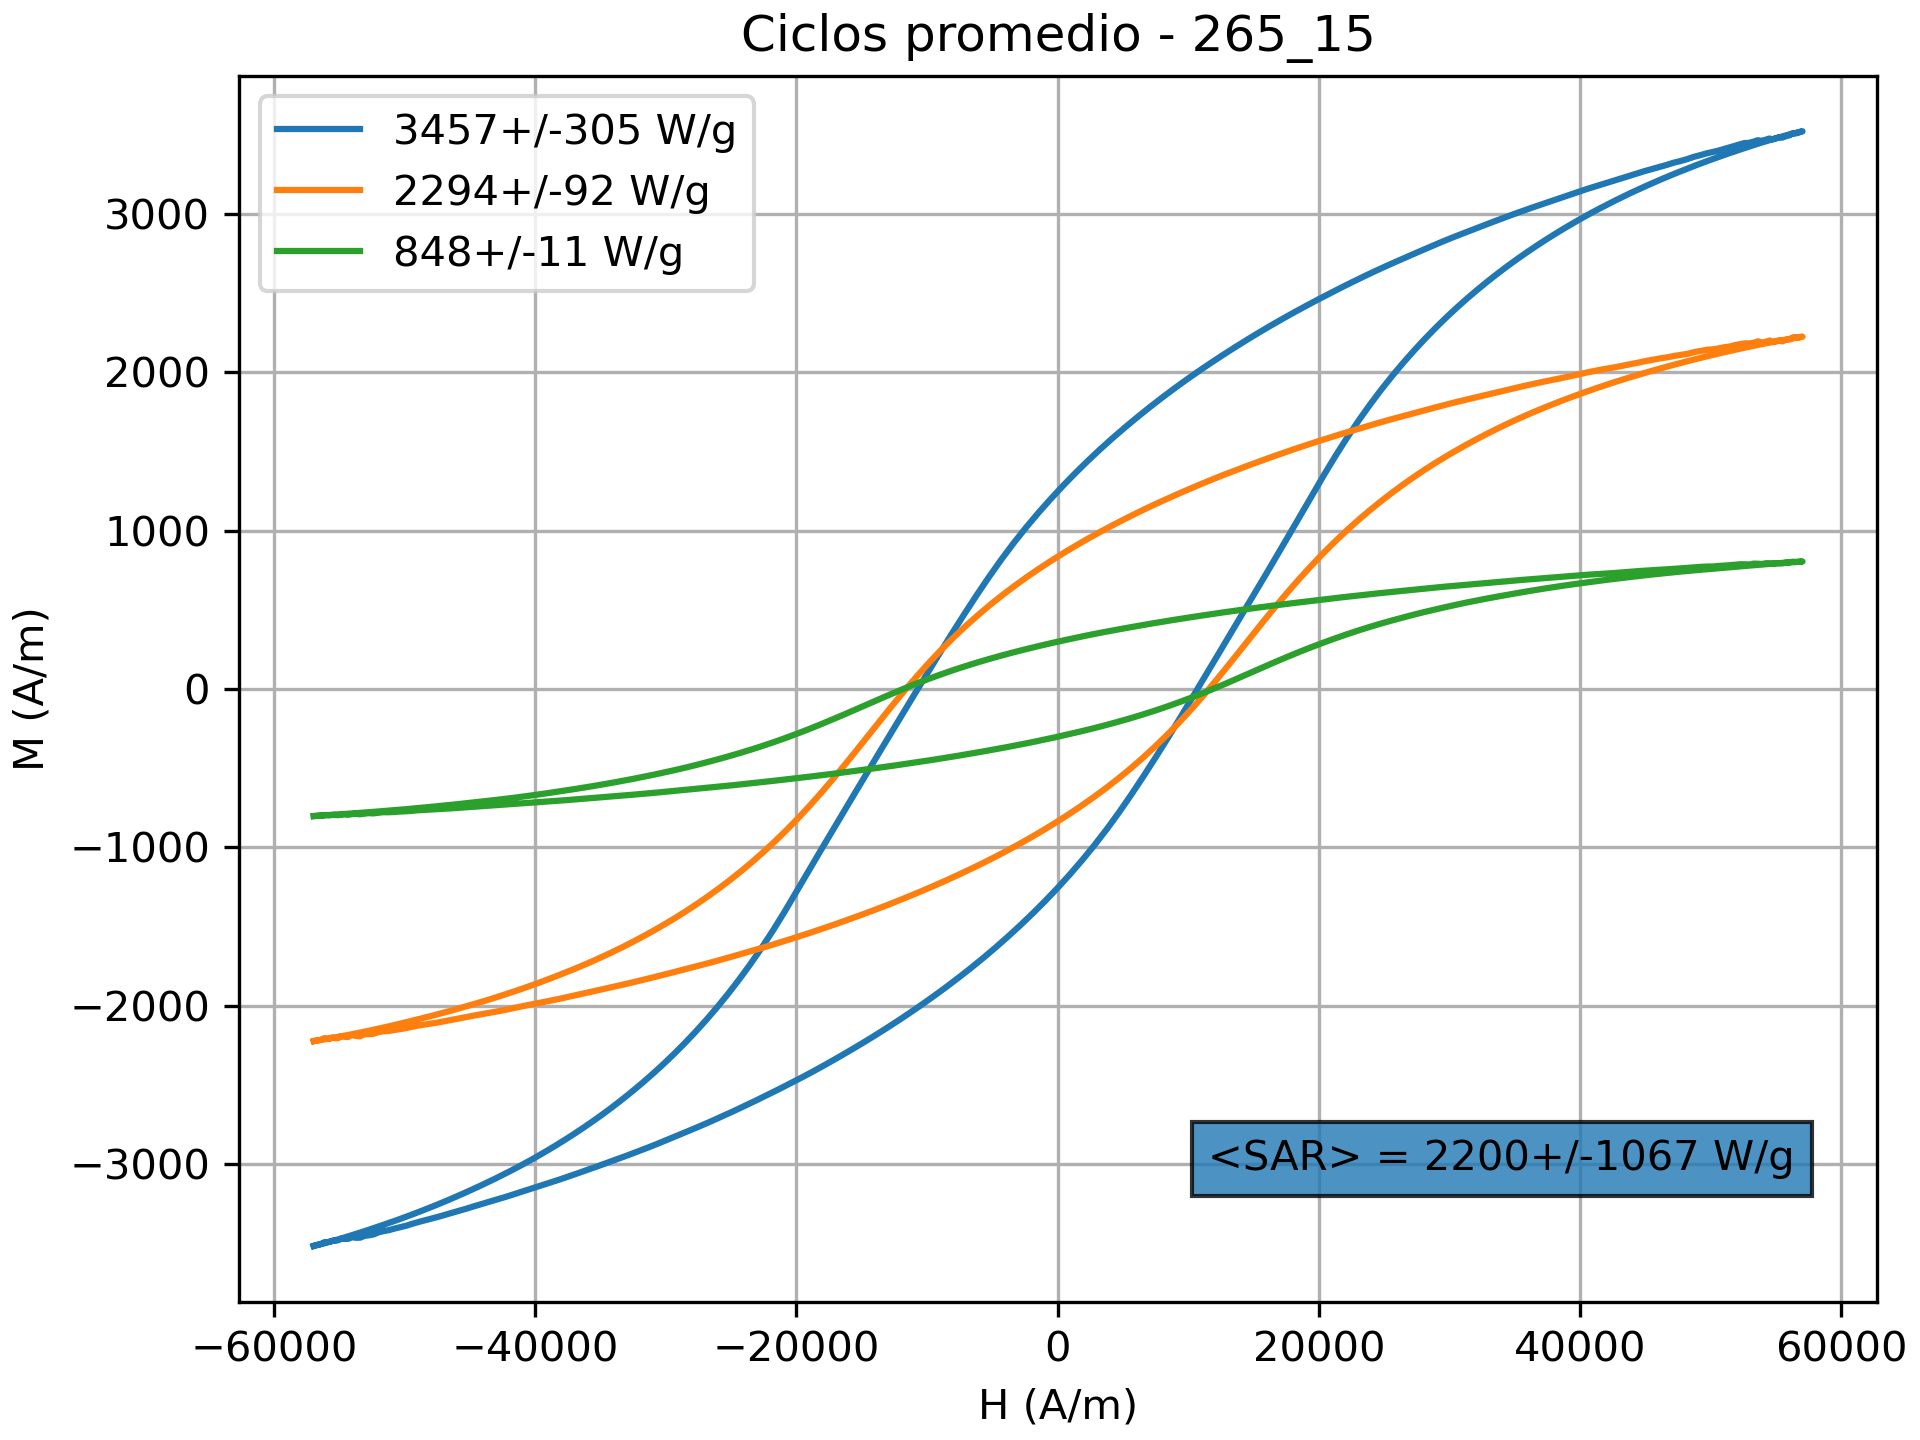 Ciclos promedio - 265_15
3457+/-305 W/g
2294+/-92 W/g
848+/-11 W/g
3000
2000
1000
0
−1000
−2000
−3000
M (A/m)
<SAR> = 2200+/-1067 W/g
−60000 −40000 −20000 0 20000 40000 60000
H (A/m)